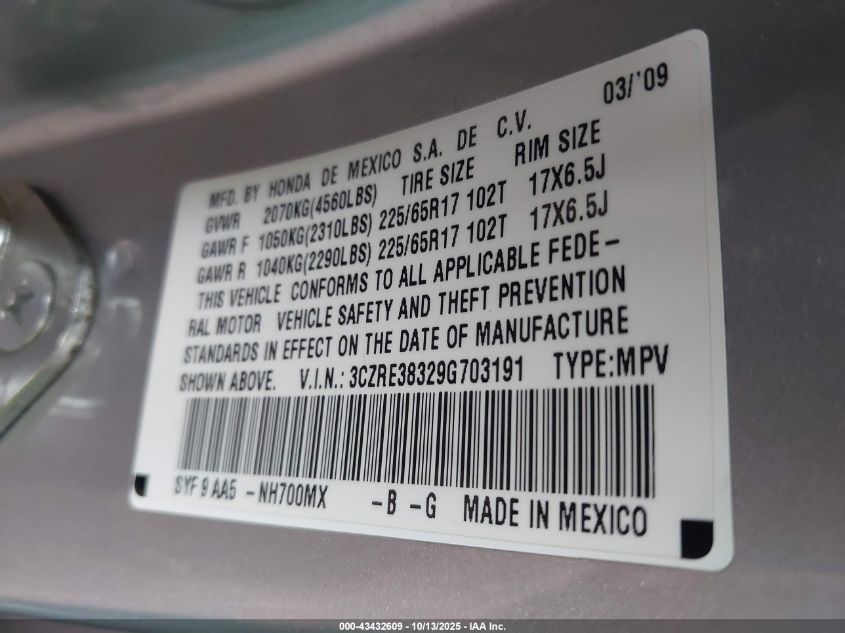 03/'09
MFD. BY HONDA DE MEXICO S.A. DE C.V.
GVWR 2070KG(4560LBS) TIRE SIZE RIM SIZE
GAWR F 1050KG(2310LBS) 225/65R17 102T 17X6.5J
GAWR R 1040KG(2290LBS) 225/65R17 102T 17X6.5J
THIS VEHICLE CONFORMS TO ALL APPLICABLE FEDE-
RAL MOTOR VEHICLE SAFETY AND THEFT PREVENTION
STANDARDS IN EFFECT ON THE DATE OF MANUFACTURE
SHOWN ABOVE. V.I.N.: 3CZRE38329G703191 TYPE:MPV
SYF 9 AA5 -NH700MX -B -G MADE IN MEXICO
000-43432609 - 10/13/2025 - IAA Inc.